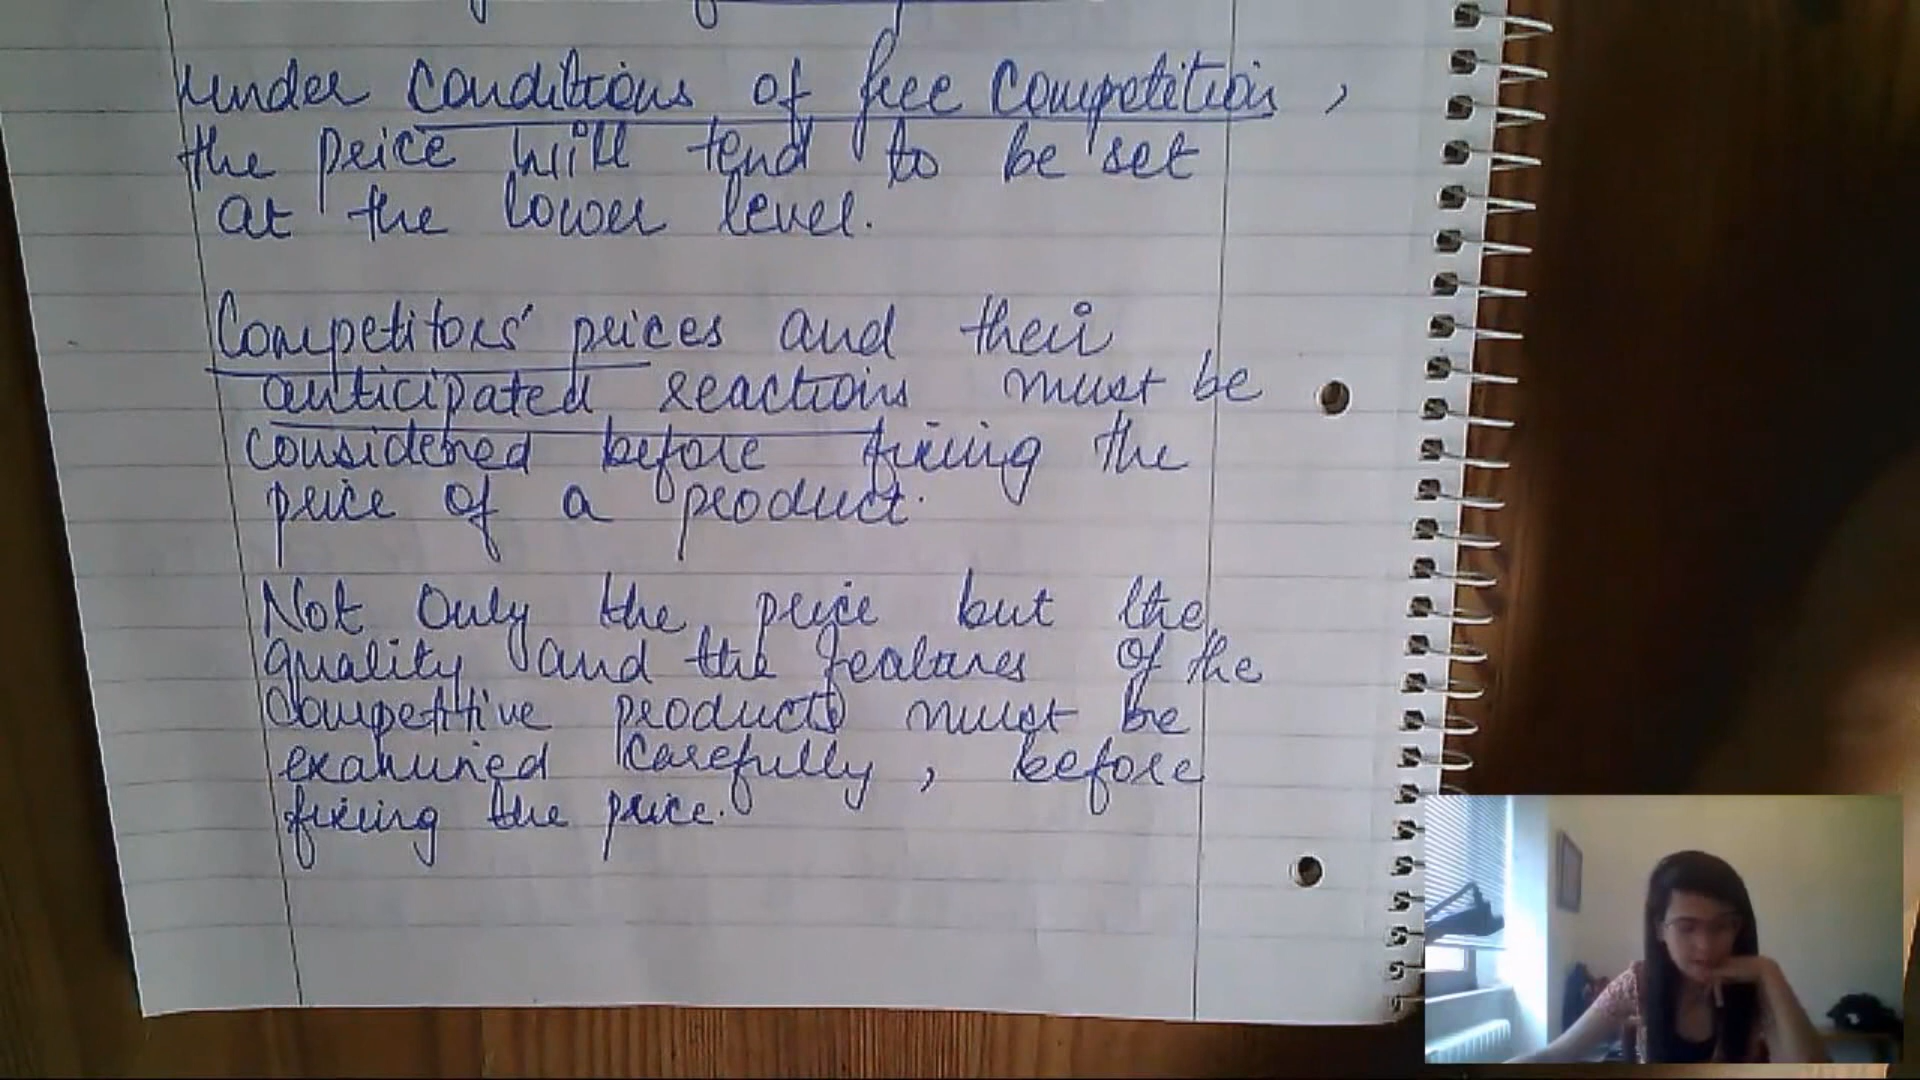 under conditions of free competition,
the price will tend to be set
at the lower level.
Competitors' prices and their
anticipated reactions must be
considered before fixing the
price of a product.
Not only the price but the
quality and the features of the
Competitive products must be
examined carefully, before
fixing the price.